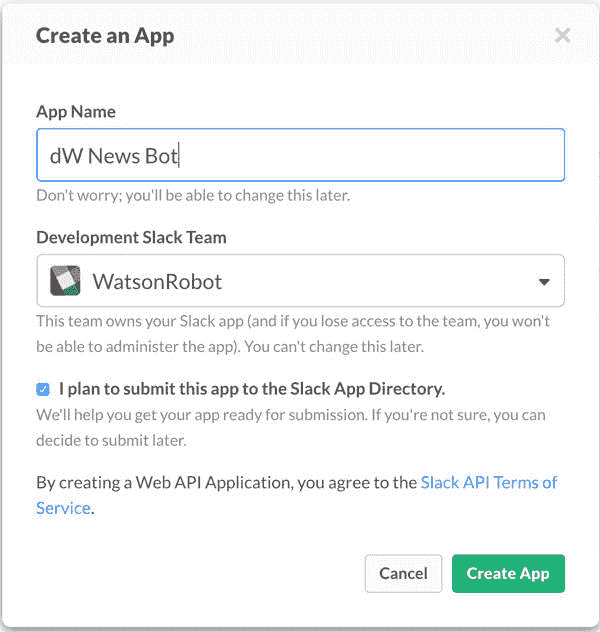 Create an App
App Name
dW News Bot
Don't worry; you'll be able to change this later.
Development Slack Team
WatsonRobot
This team owns your Slack app (and if you lose access to the team, you won't
be able to administer the app). You can't change this later.
I plan to submit this app to the Slack App Directory.
We'll help you get your app ready for submission. If you're not sure, you can
decide to submit later.
By creating a Web API Application, you agree to the Slack API Terms of
Service.
Cancel Create App